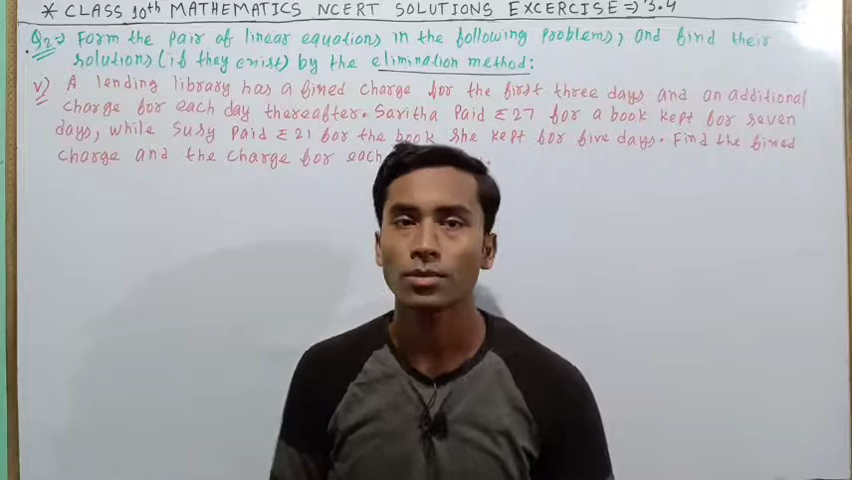 * CLASS 10th MATHEMATICS NCERT SOLUTIONS EXCERCISE ⇒ 3.4
Q2⇒ Form the pair of linear equations in the following problems, and find their
solutions (if they exist) by the elimination method:
v) A lending library has a fixed charge for the first three days and an additional
charge for each day thereafter. Saritha paid ₹27 for a book kept for seven
days, while Susy paid ₹21 for the book she kept for five days. Find the fixed
charge and the charge for each